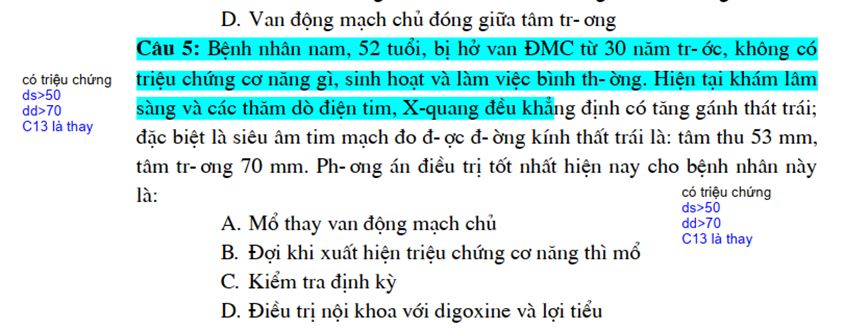 D. Van động mạch chủ đóng giữa tâm tr- ơng
Câu 5: Bệnh nhân nam, 52 tuổi, bị hở van ĐMC từ 30 năm tr- ớc, không có
triệu chứng cơ năng gì, sinh hoạt và làm việc bình th- ờng. Hiện tại khám lâm
sàng và các thăm dò điện tim, X-quang đều khẳng định có tăng gánh thát trái;
đặc biệt là siêu âm tim mạch đo đ- ợc đ- ờng kính thất trái là: tâm thu 53 mm,
tâm tr- ơng 70 mm. Ph- ơng án điều trị tốt nhất hiện nay cho bệnh nhân này
là:
có triệu chứng
ds>50
dd>70
C13 là thay
có triệu chứng
ds>50
dd>70
C13 là thay
A. Mổ thay van động mạch chủ
B. Đợi khi xuất hiện triệu chứng cơ năng thì mổ
C. Kiểm tra định kỳ
D. Điều trị nội khoa với digoxine và lợi tiểu